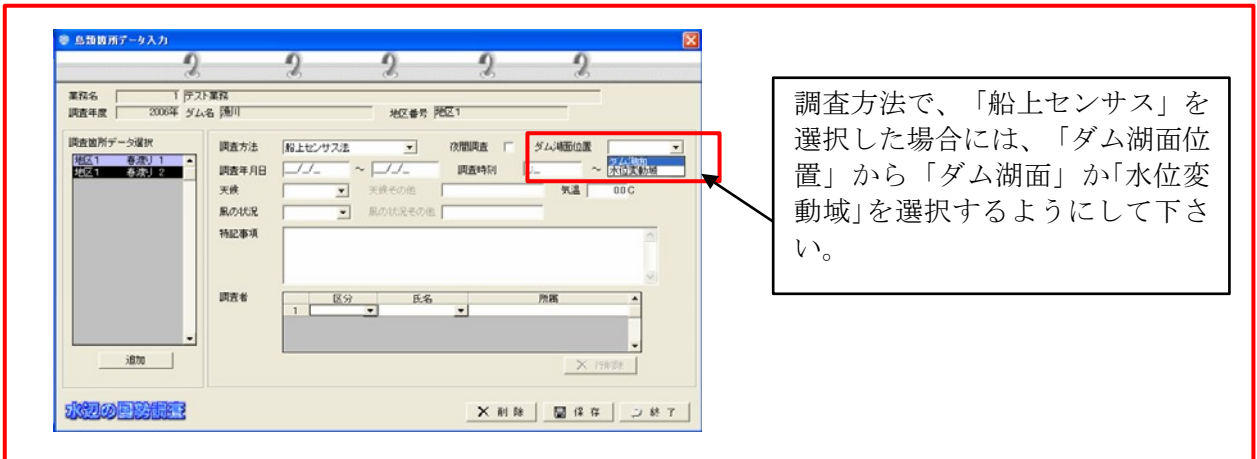 鳥類箇所データ入力
業務名 1 テスト業務
調査年度 2006年 ダム名 漁川 地区番号 地区1
調査箇所データ選択
地区1 春渡り 1
地区1 春渡り 2
追加
調査方法 船上センサス法 夜間調査 ダム湖面位置
ダム湖面
水位変動域
調査年月日 _/_/_ ～ _/_/_ 調査時刻 : _ ～
天候 天候その他 気温 0.0 C
風の状況 風の状況その他
特記事項
調査者 区分 氏名 所属
1
行削除
水辺の国勢調査
削除 保存 終了
調査方法で、「船上センサス」を
選択した場合には、「ダム湖面位
置」から「ダム湖面」か「水位変
動域」を選択するようにして下さ
い。